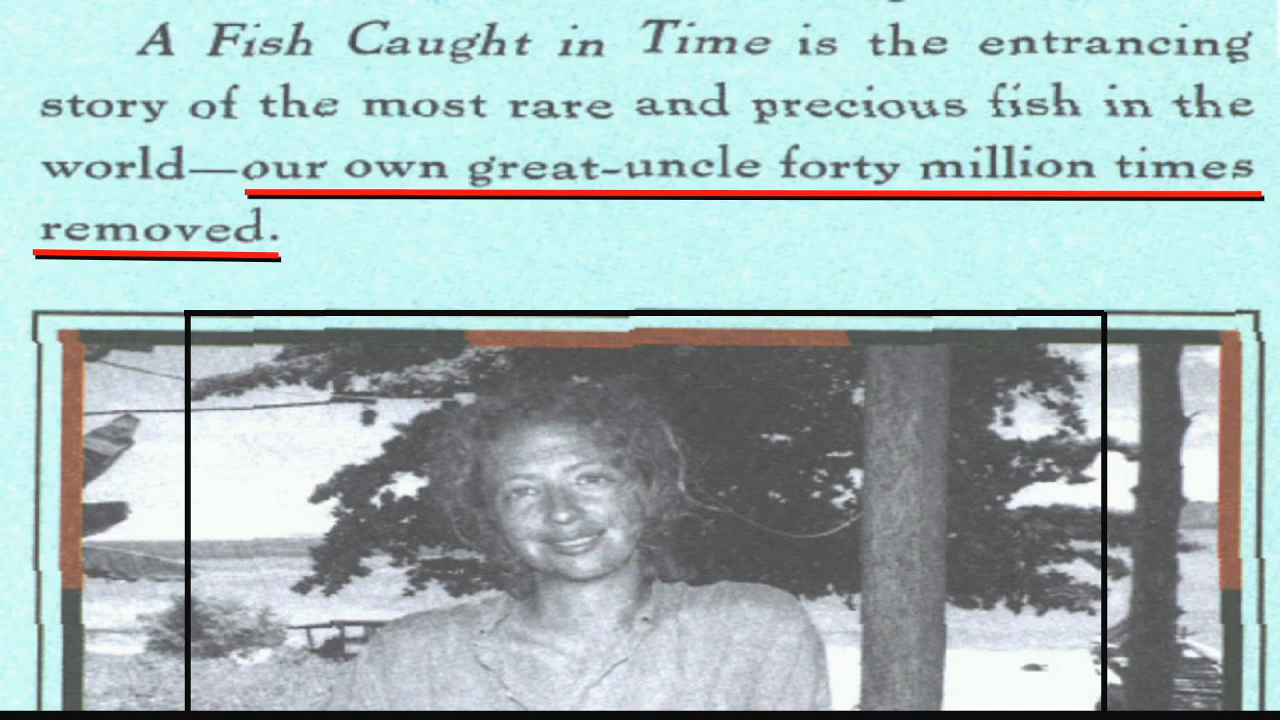 A Fish Caught in Time is the entrancing
story of the most rare and precious fish in the
world—our own great-uncle forty million times
removed.